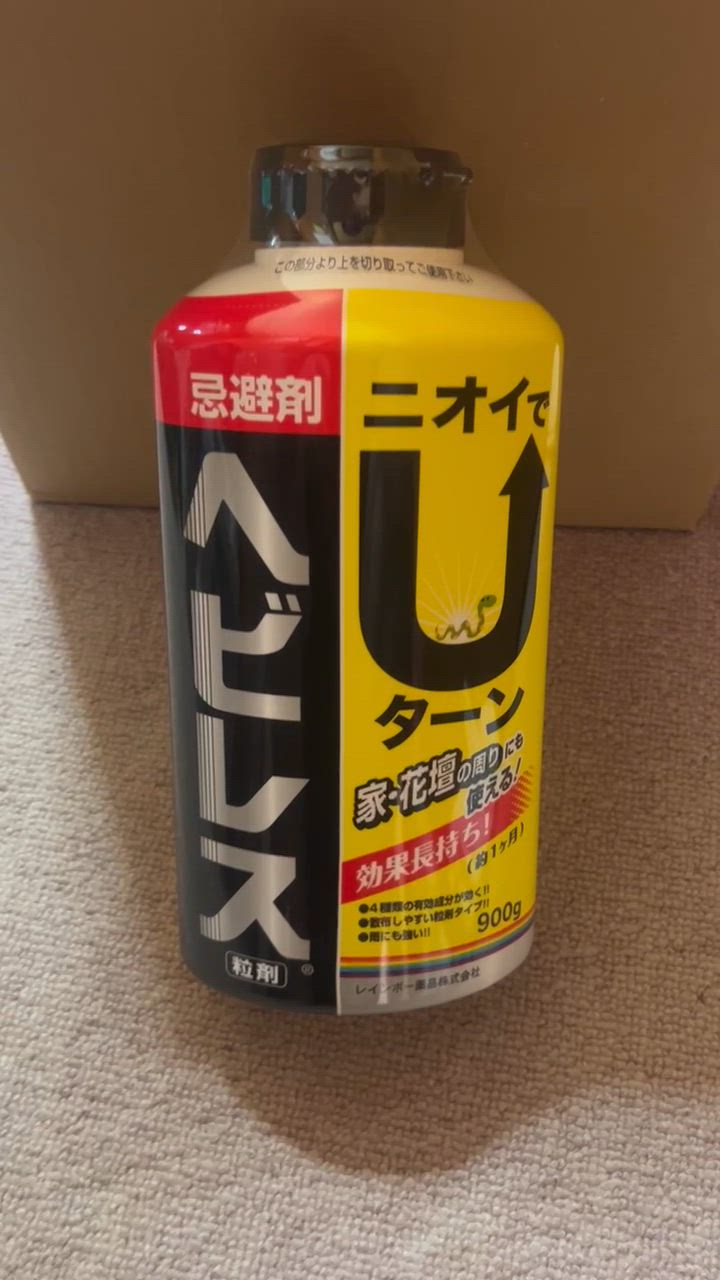 この部分より上を切り取ってご使用下さい
忌避剤
ヘビレス
粒剤
®
ニオイで
U
ターン
家・花壇の周りにも
使える!
効果長持ち!
(約1ヶ月)
●4種類の有効成分が効く!!
●散布しやすい粒剤タイプ!!
●雨にも強い!!
900g
レインボー薬品株式会社